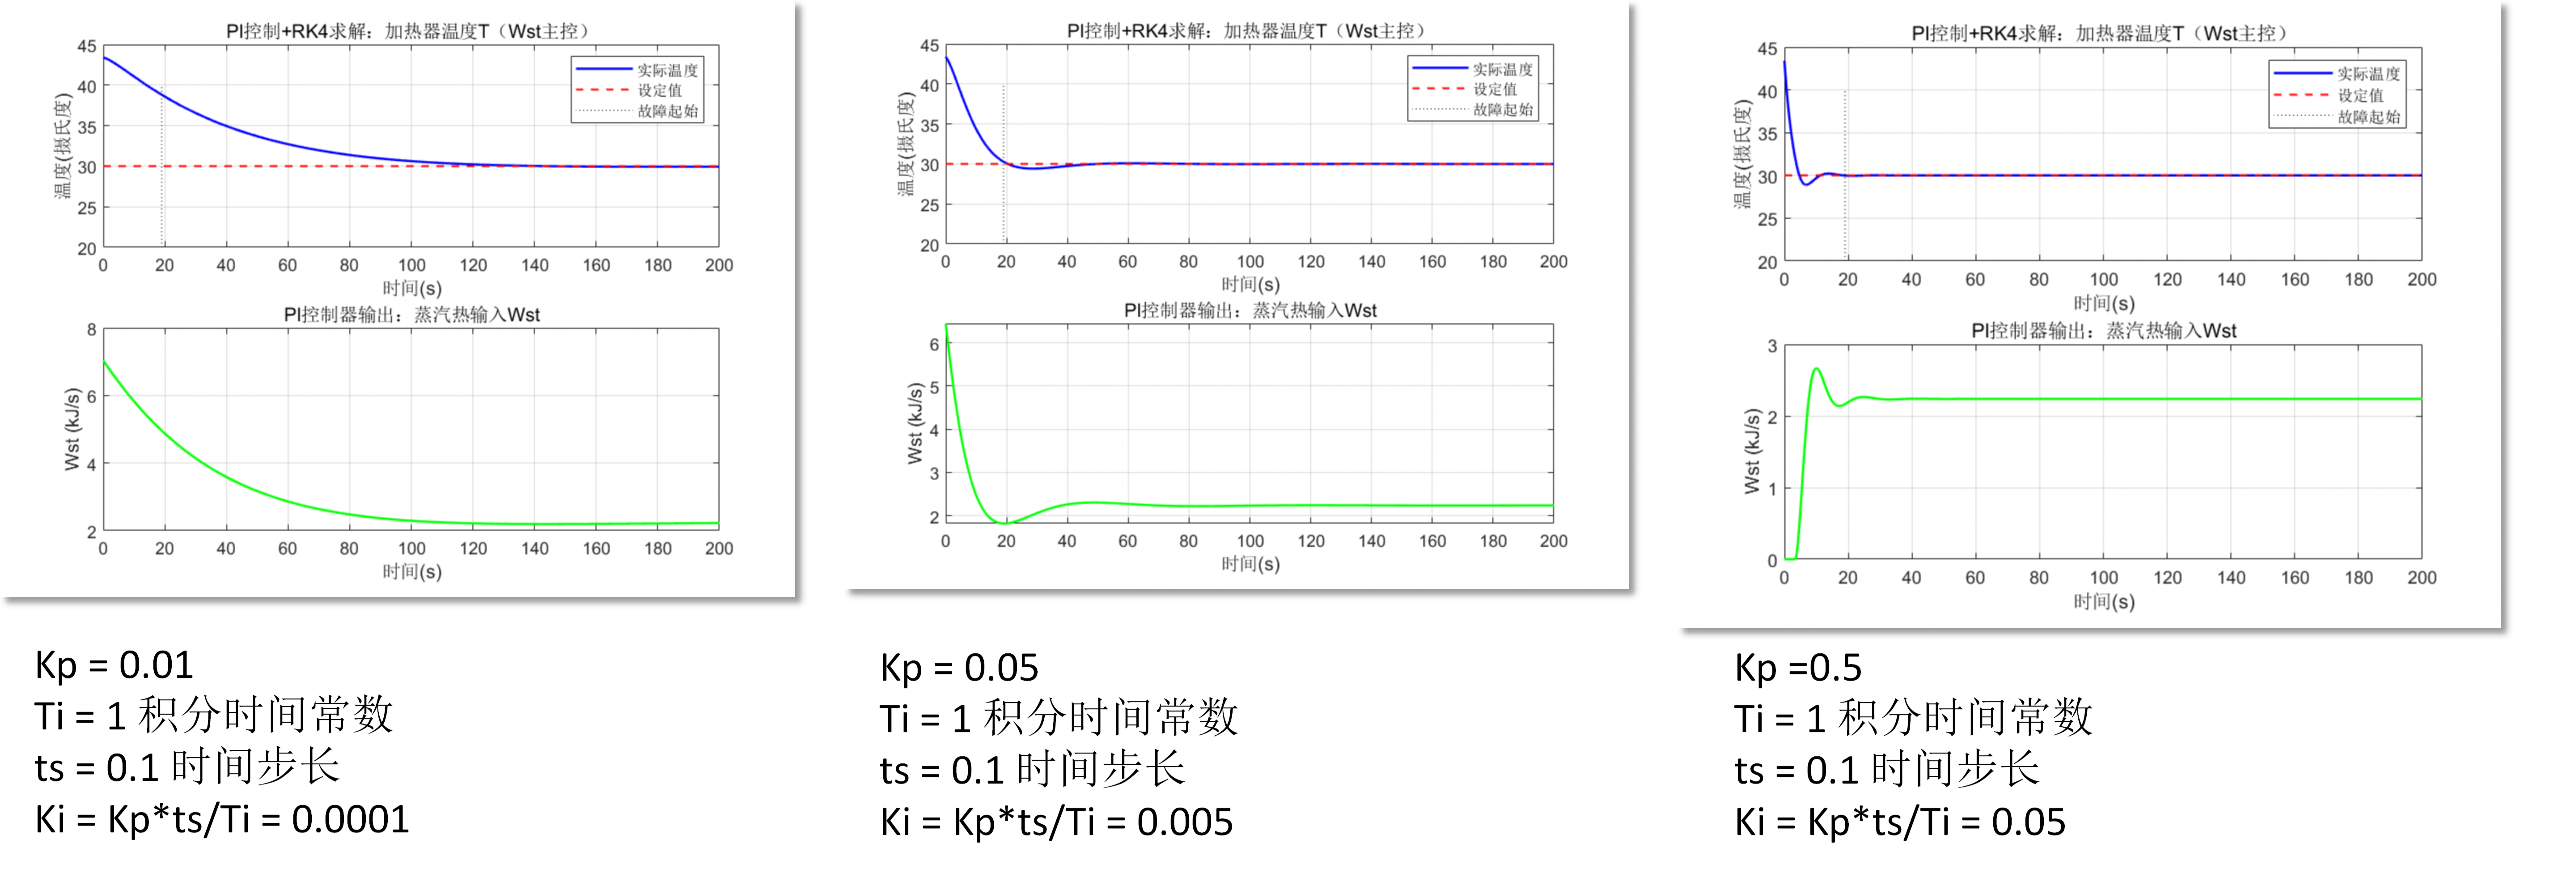 PI控制+RK4求解：加热器温度T（Wst主控）
45
40
35
30
25
20
温度(摄氏度)
实际温度
设定值
故障起始
0 20 40 60 80 100 120 140 160 180 200
时间(s)
PI控制器输出：蒸汽热输入Wst
8
6
4
2
Wst (kJ/s)
0 20 40 60 80 100 120 140 160 180 200
时间(s)
Kp = 0.01
Ti = 1 积分时间常数
ts = 0.1 时间步长
Ki = Kp*ts/Ti = 0.0001
PI控制+RK4求解：加热器温度T（Wst主控）
45
40
35
30
25
20
温度(摄氏度)
实际温度
设定值
故障起始
0 20 40 60 80 100 120 140 160 180 200
时间(s)
PI控制器输出：蒸汽热输入Wst
6
5
4
3
2
Wst (kJ/s)
0 20 40 60 80 100 120 140 160 180 200
时间(s)
Kp = 0.05
Ti = 1 积分时间常数
ts = 0.1 时间步长
Ki = Kp*ts/Ti = 0.005
PI控制+RK4求解：加热器温度T（Wst主控）
45
40
35
30
25
20
温度(摄氏度)
实际温度
设定值
故障起始
0 20 40 60 80 100 120 140 160 180 200
时间(s)
PI控制器输出：蒸汽热输入Wst
3
2
1
0
Wst (kJ/s)
0 20 40 60 80 100 120 140 160 180 200
时间(s)
Kp =0.5
Ti = 1 积分时间常数
ts = 0.1 时间步长
Ki = Kp*ts/Ti = 0.05